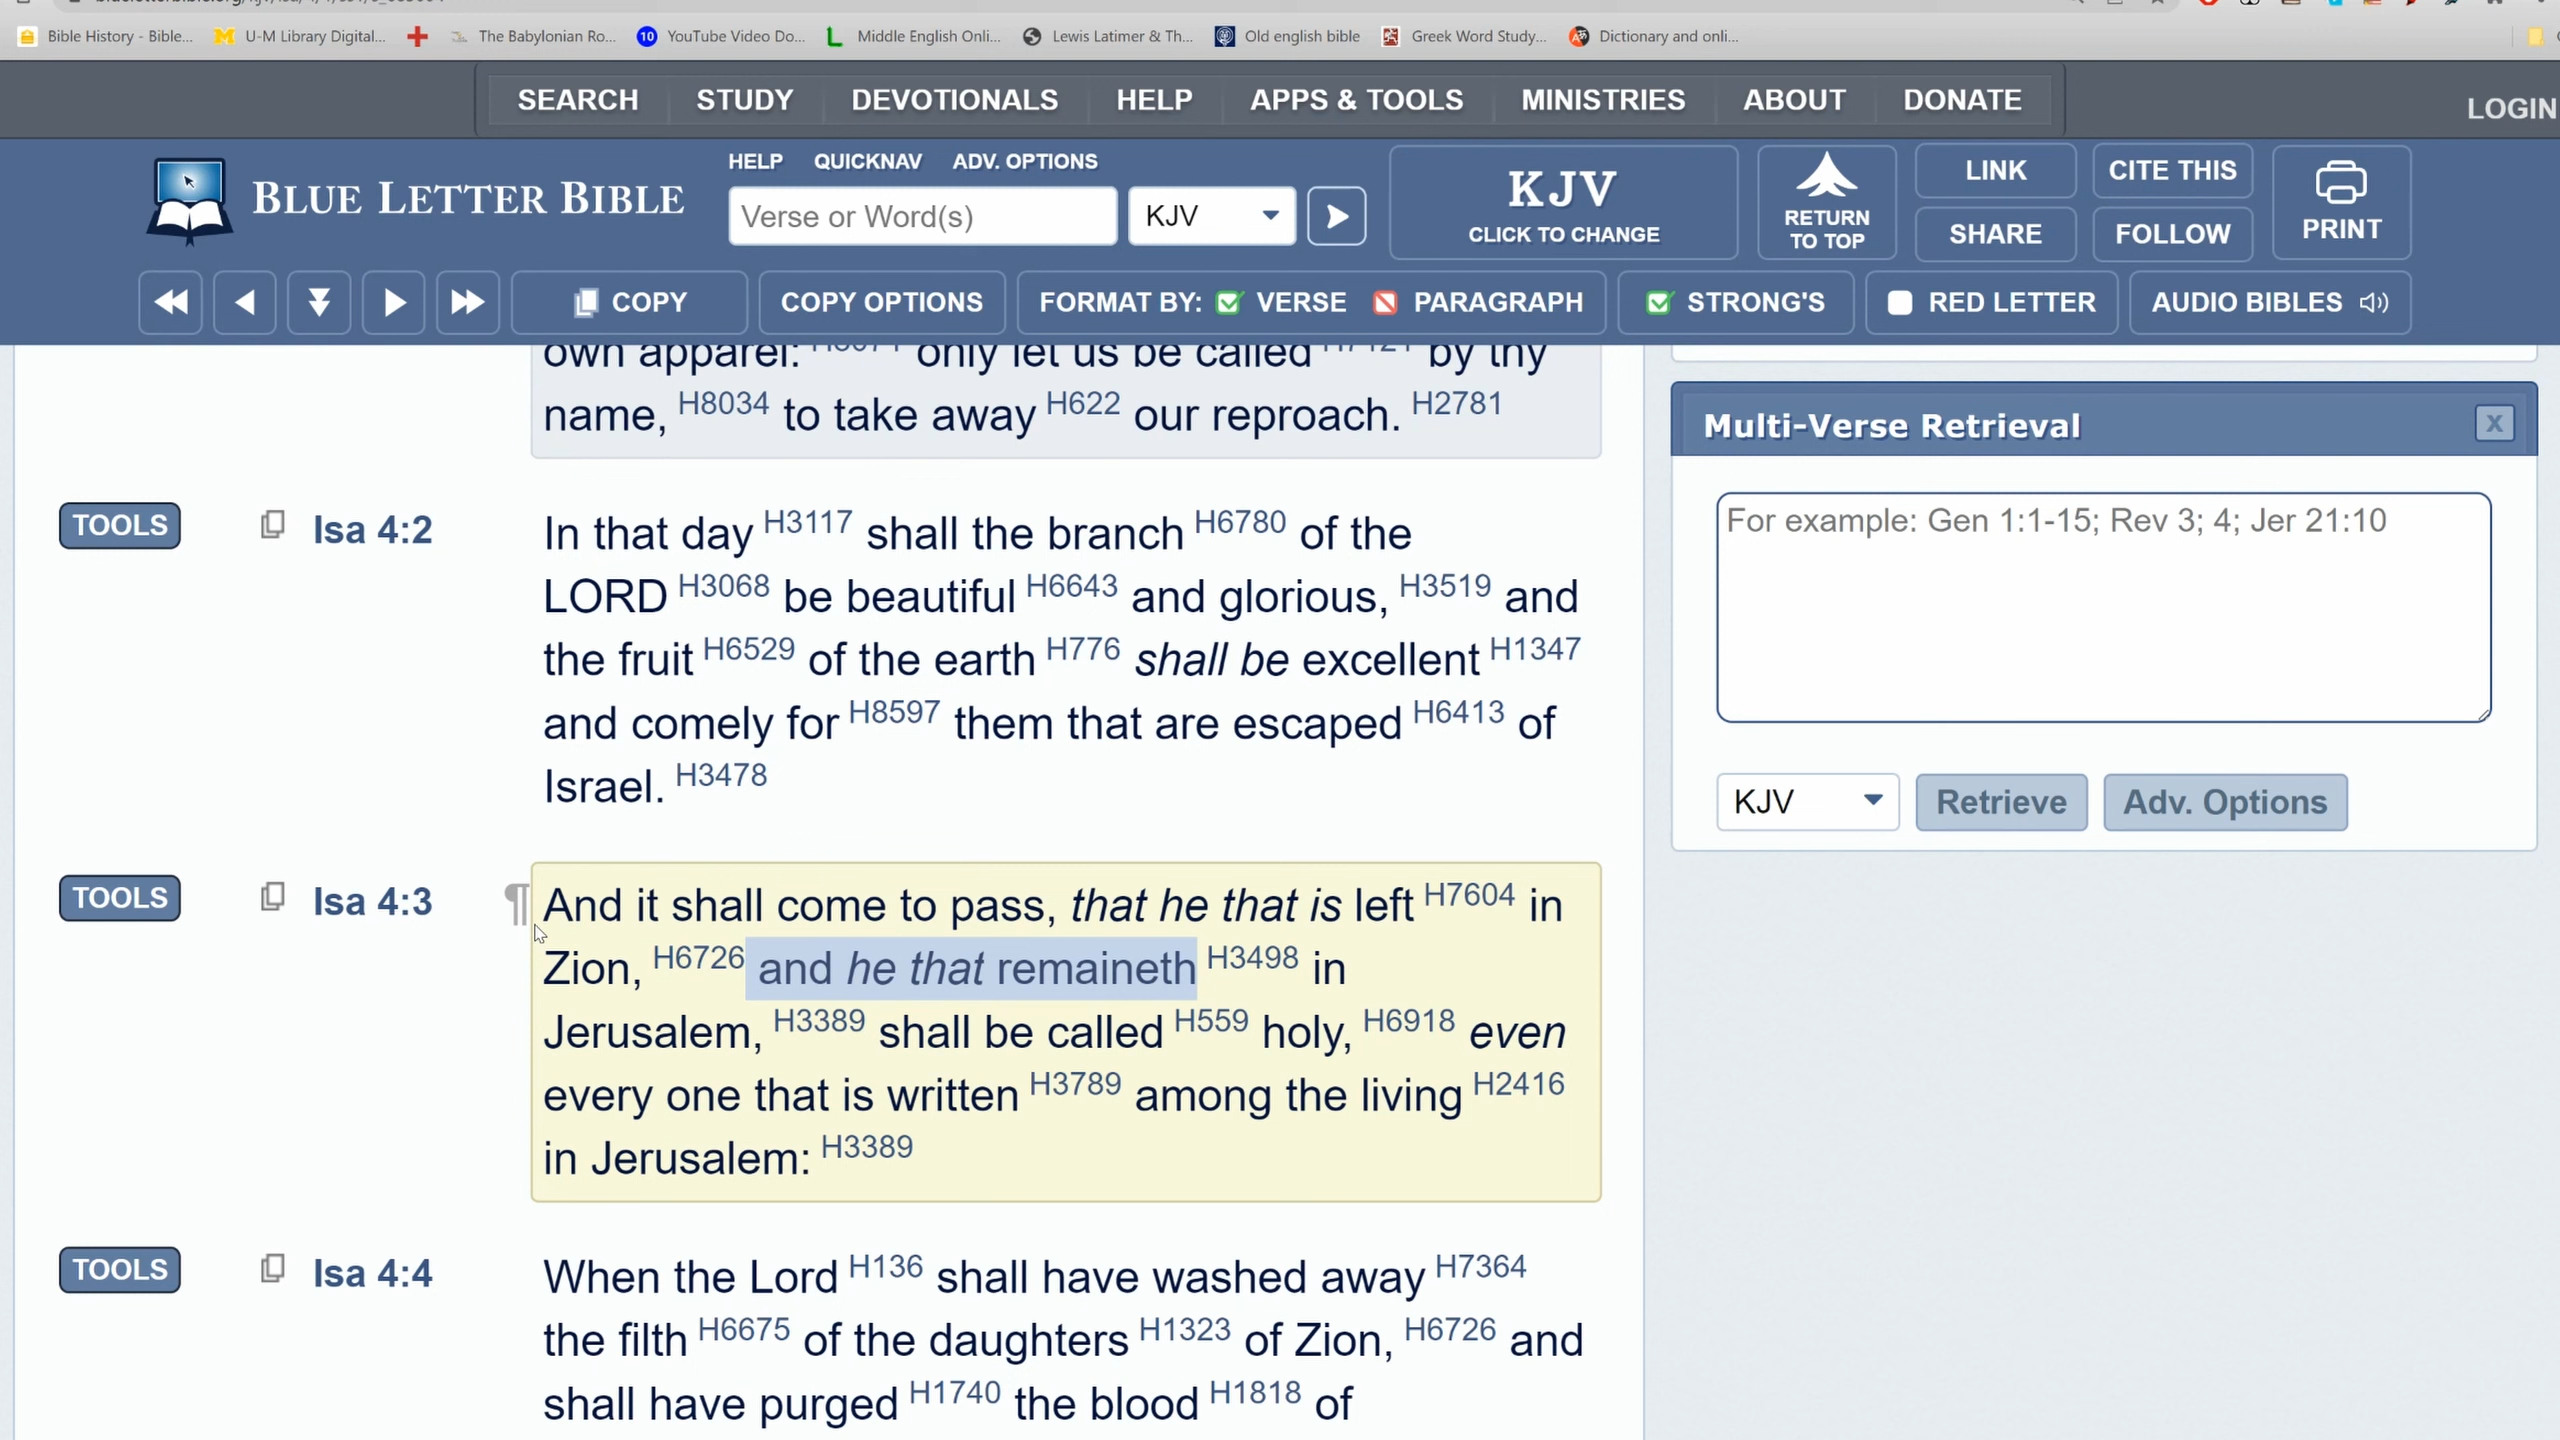 Bible History - Bible...
U-M Library Digital...
The Babylonian Ro...
10 YouTube Video Do...
Middle English Onli...
Lewis Latimer & Th...
Old english bible
Greek Word Study...
Dictionary and onli...
SEARCH STUDY DEVOTIONALS HELP APPS & TOOLS MINISTRIES ABOUT DONATE
LOGIN
BLUE LETTER BIBLE
HELP QUICKNAV ADV. OPTIONS
Verse or Word(s)
KJV
KJV
CLICK TO CHANGE
RETURN
TO TOP
LINK
CITE THIS
SHARE
FOLLOW
PRINT
COPY
COPY OPTIONS
FORMAT BY: VERSE PARAGRAPH
STRONG'S
RED LETTER
AUDIO BIBLES
own apparel: only let us be called by thy
name, H8034 to take away H622 our reproach. H2781
TOOLS
Isa 4:2
In that day H3117 shall the branch H6780 of the
LORD H3068 be beautiful H6643 and glorious, H3519 and
the fruit H6529 of the earth H776 shall be excellent H1347
and comely for H8597 them that are escaped H6413 of
Israel. H3478
TOOLS
Isa 4:3
¶ And it shall come to pass, that he that is left H7604 in
Zion, H6726 and he that remaineth H3498 in
Jerusalem, H3389 shall be called H559 holy, H6918 even
every one that is written H3789 among the living H2416
in Jerusalem: H3389
TOOLS
Isa 4:4
When the Lord H136 shall have washed away H7364
the filth H6675 of the daughters H1323 of Zion, H6726 and
shall have purged H1740 the blood H1818 of
Multi-Verse Retrieval
x
For example: Gen 1:1-15; Rev 3; 4; Jer 21:10
KJV
Retrieve
Adv. Options